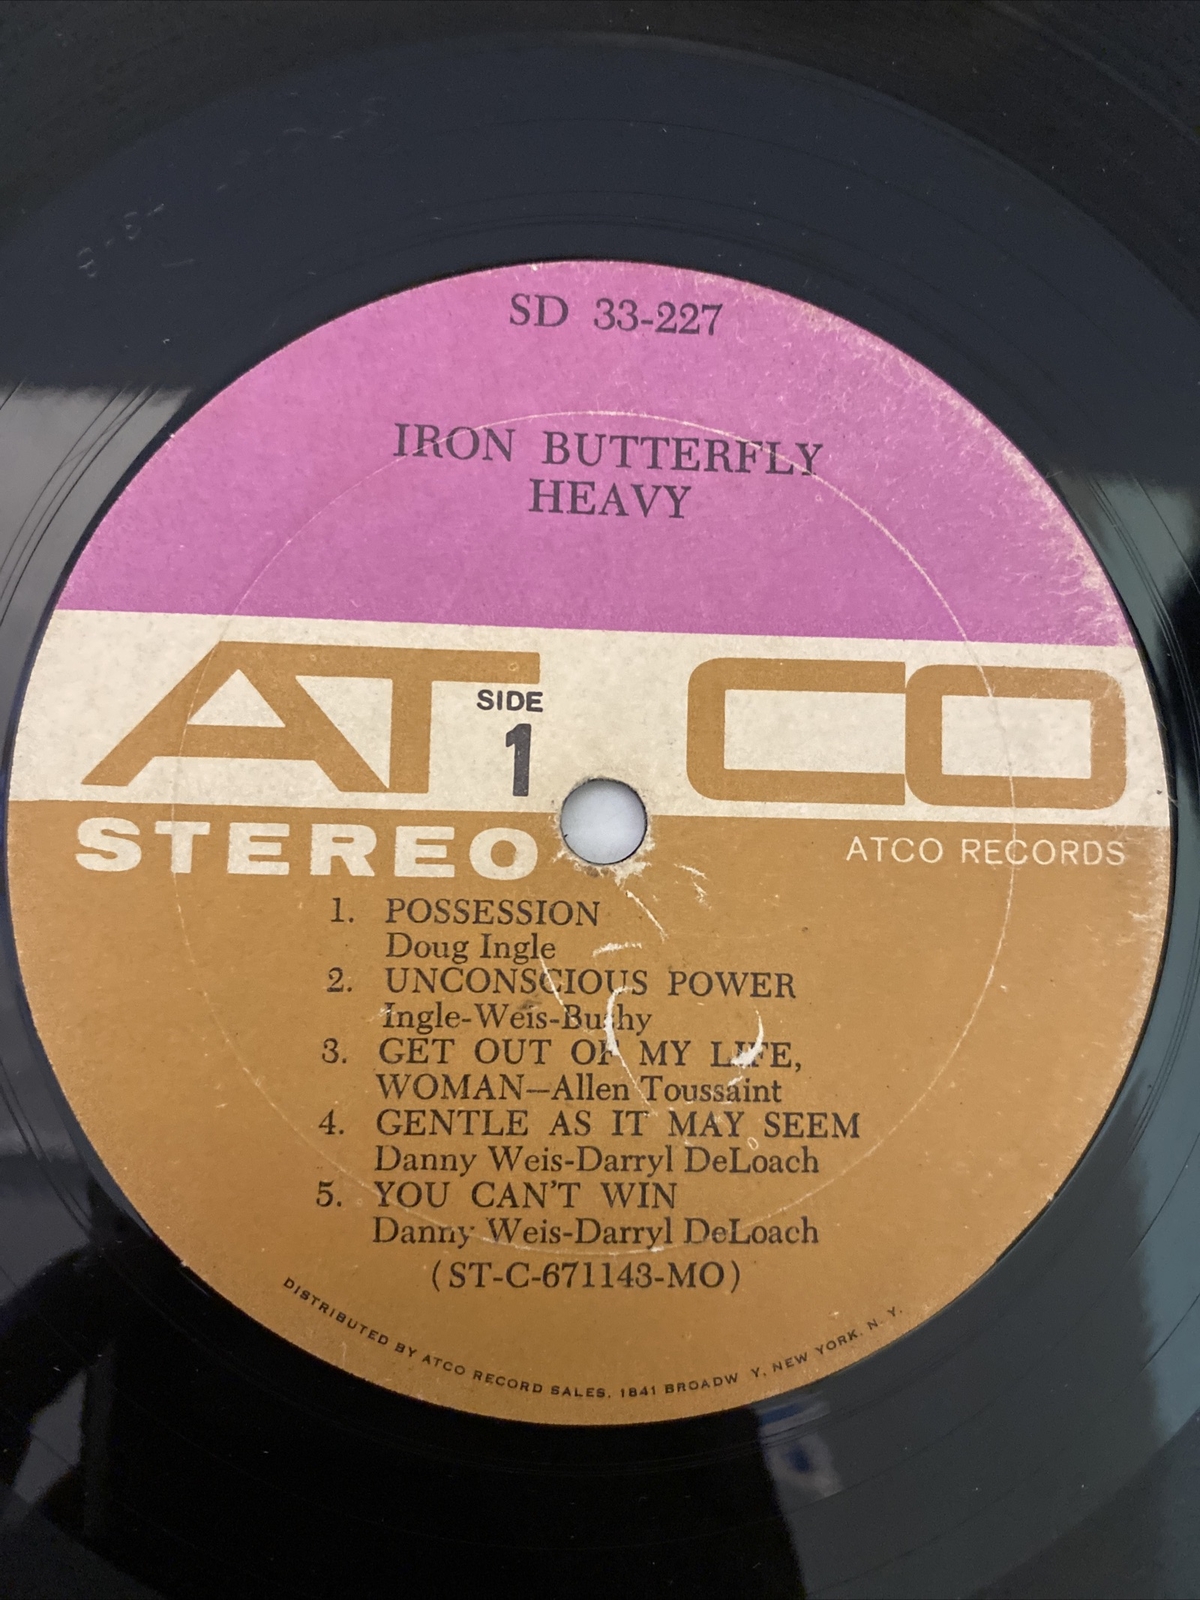 SD 33-227
IRON BUTTERFLY
HEAVY
ATCO
SIDE
1
STEREO
ATCO RECORDS
1. POSSESSION
Doug Ingle
2. UNCONSCIOUS POWER
Ingle-Weis-Bushy
3. GET OUT OF MY LIFE,
WOMAN—Allen Toussaint
4. GENTLE AS IT MAY SEEM
Danny Weis-Darryl DeLoach
5. YOU CAN'T WIN
Danny Weis-Darryl DeLoach
(ST-C-671143-MO)
DISTRIBUTED BY ATCO RECORD SALES, 1841 BROADW Y, NEW YORK, N. Y.